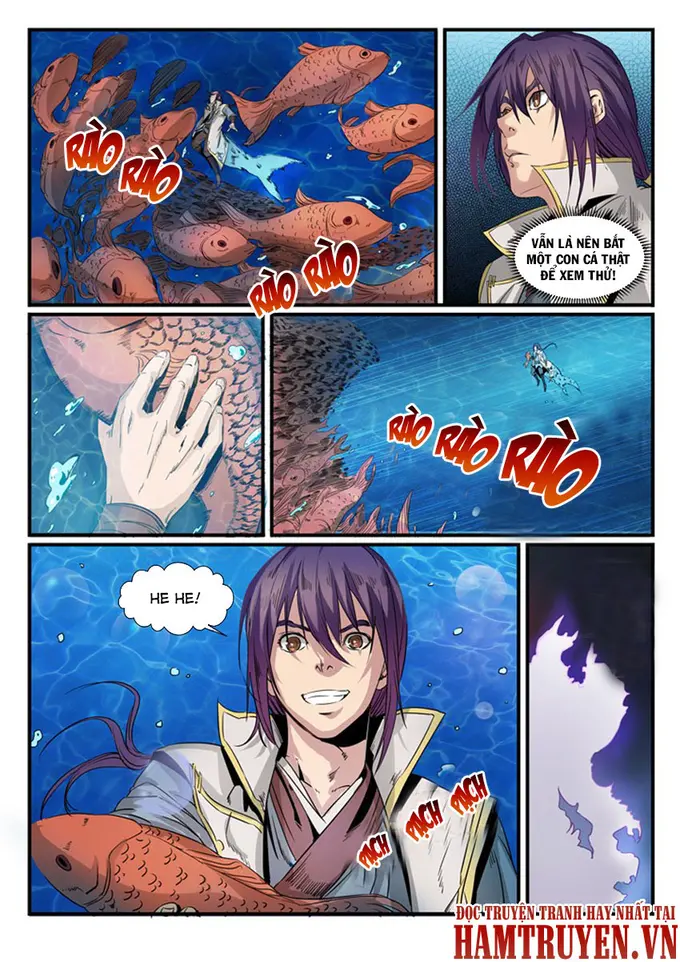 RÀO
RÀO
RÀO
RÀO
VẪN LÀ NÊN BẮT
MỘT CON CÁ THẬT
ĐỂ XEM THỬ!
RÀO
RÀO
RÀO
HE HE!
PẠCH
PẠCH
PẠCH
ĐỌC TRUYỆN TRANH HAY NHẤT TẠI
HAMTRUYEN.VN